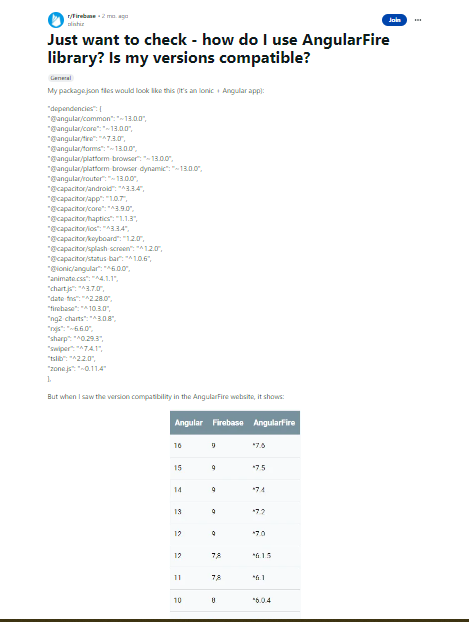 r/Firebase • 2 mo. ago
olishiz
Join
Just want to check - how do I use AngularFire
library? Is my versions compatible?
General
My package.json files would look like this (it's an Ionic + Angular app):
"dependencies": {
"@angular/common": "~13.0.0",
"@angular/core": "~13.0.0",
"@angular/fire": "^7.3.0",
"@angular/forms": "~13.0.0",
"@angular/platform-browser": "~13.0.0",
"@angular/platform-browser-dynamic": "~13.0.0",
"@angular/router": "~13.0.0",
"@capacitor/android": "^3.3.4",
"@capacitor/app": "1.0.7",
"@capacitor/core": "^3.9.0",
"@capacitor/haptics": "1.1.3",
"@capacitor/ios": "^3.3.4",
"@capacitor/keyboard": "1.2.0",
"@capacitor/splash-screen": "^1.2.0",
"@capacitor/status-bar": "^1.0.6",
"@ionic/angular": "^6.0.0",
"animate.css": "^4.1.1",
"chart.js": "^3.7.0",
"date-fns": "^2.28.0",
"firebase": "^10.3.0",
"ng2-charts": "^3.0.8",
"rxjs": "~6.6.0",
"sharp": "^0.29.3",
"swiper": "^7.4.1",
"tslib": "^2.2.0",
"zone.js": "~0.11.4"
},
But when I saw the version compatibility in the AngularFire website, it shows:
Angular Firebase AngularFire
16 9 ^7.6
15 9 ^7.5
14 9 ^7.4
13 9 ^7.2
12 9 ^7.0
12 7,8 ^6.1.5
11 7,8 ^6.1
10 8 ^6.0.4